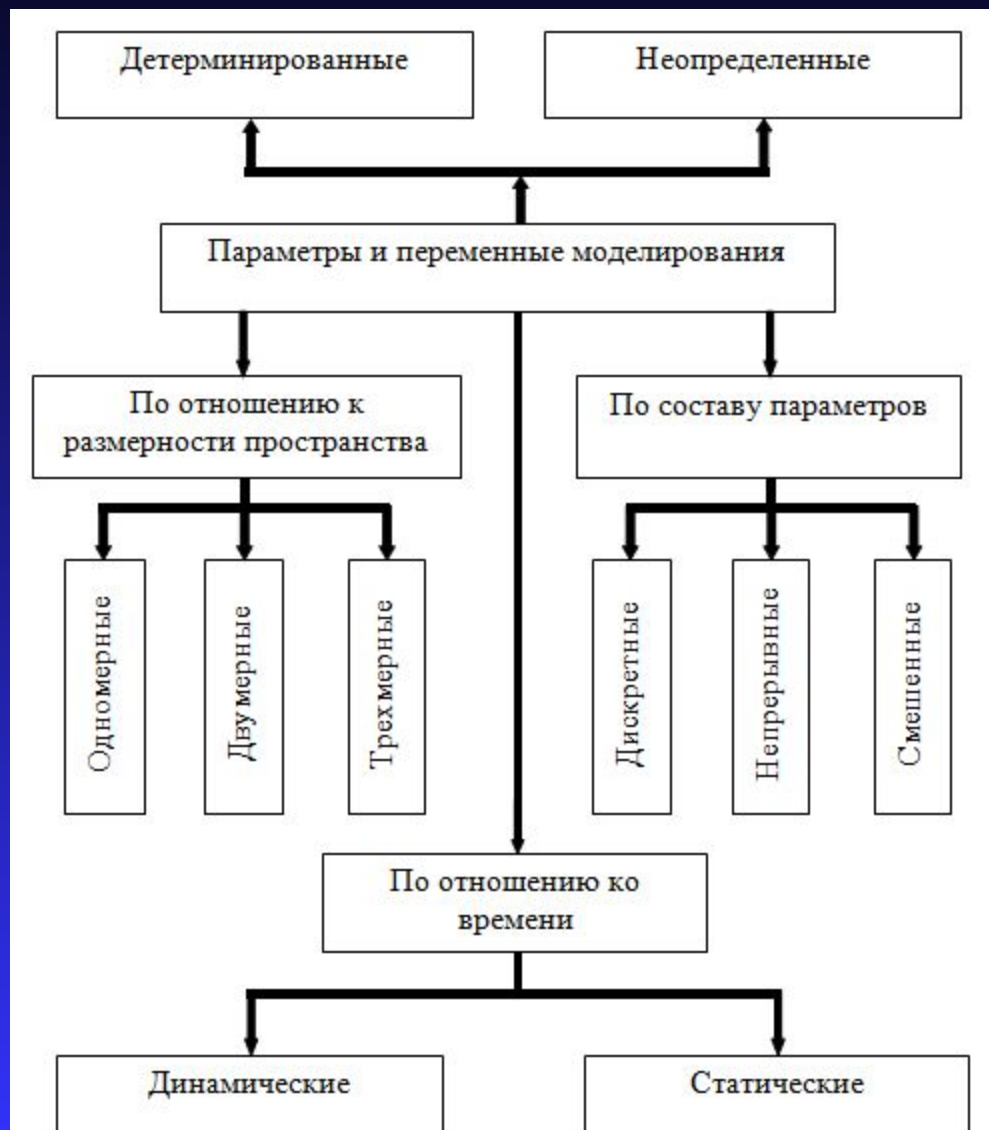 Детерминированные
Неопределенные
Параметры и переменные моделирования
По отношению к
размерности пространства
По составу параметров
Одномерные
Двумерные
Трехмерные
Дискретные
Непрерывные
Смешенные
По отношению ко
времени
Динамические
Статические